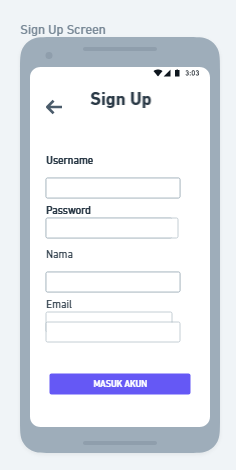 Sign Up Screen
3:03
Sign Up
Username
Password
Nama
Email
MASUK AKUN